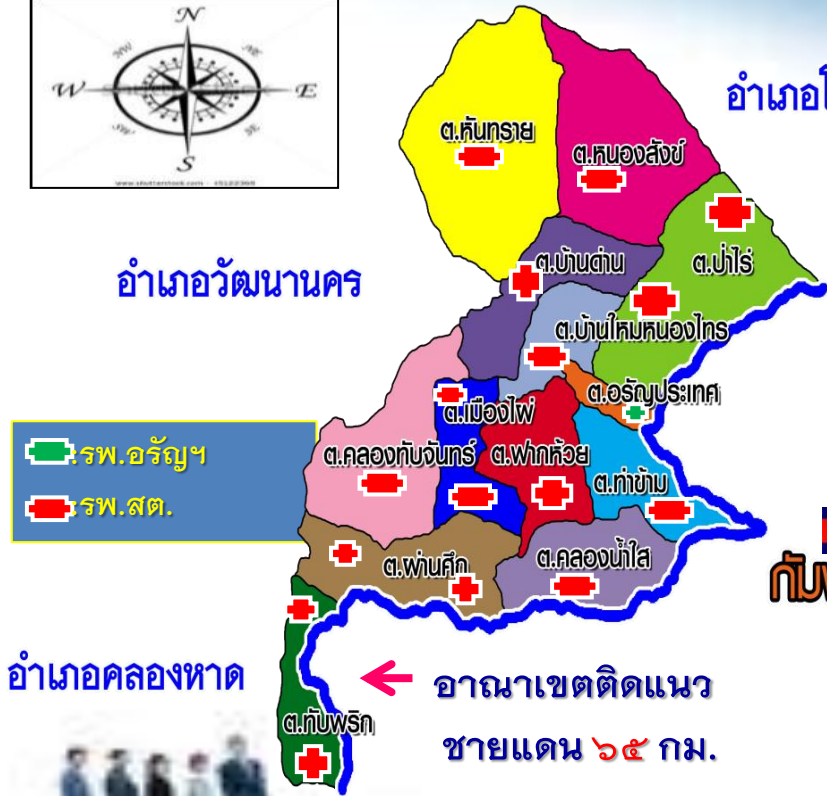 N
NW
NE
W
E
SW
SE
S
www.shutterstock.com
อำเภอวัฒนานคร
ต.หันทราย
ต.หนองสังข์
ต.บ้านด่าน
ต.ป่าไร่
ต.บ้านใหม่หนองไทร
ต.อรัญประเทศ
ต.เมืองไผ่
ต.คลองทับจันทร์
ต.ฟากห้วย
ต.ท่าข้าม
:รพ.อรัญฯ
:รพ.สต.
ต.ผ่านศึก
ต.คลองน้ำใส
อำเภอคลองหาด
อาณาเขตติดแนว
ชายแดน ๖๕ กม.
ต.ทับพริก